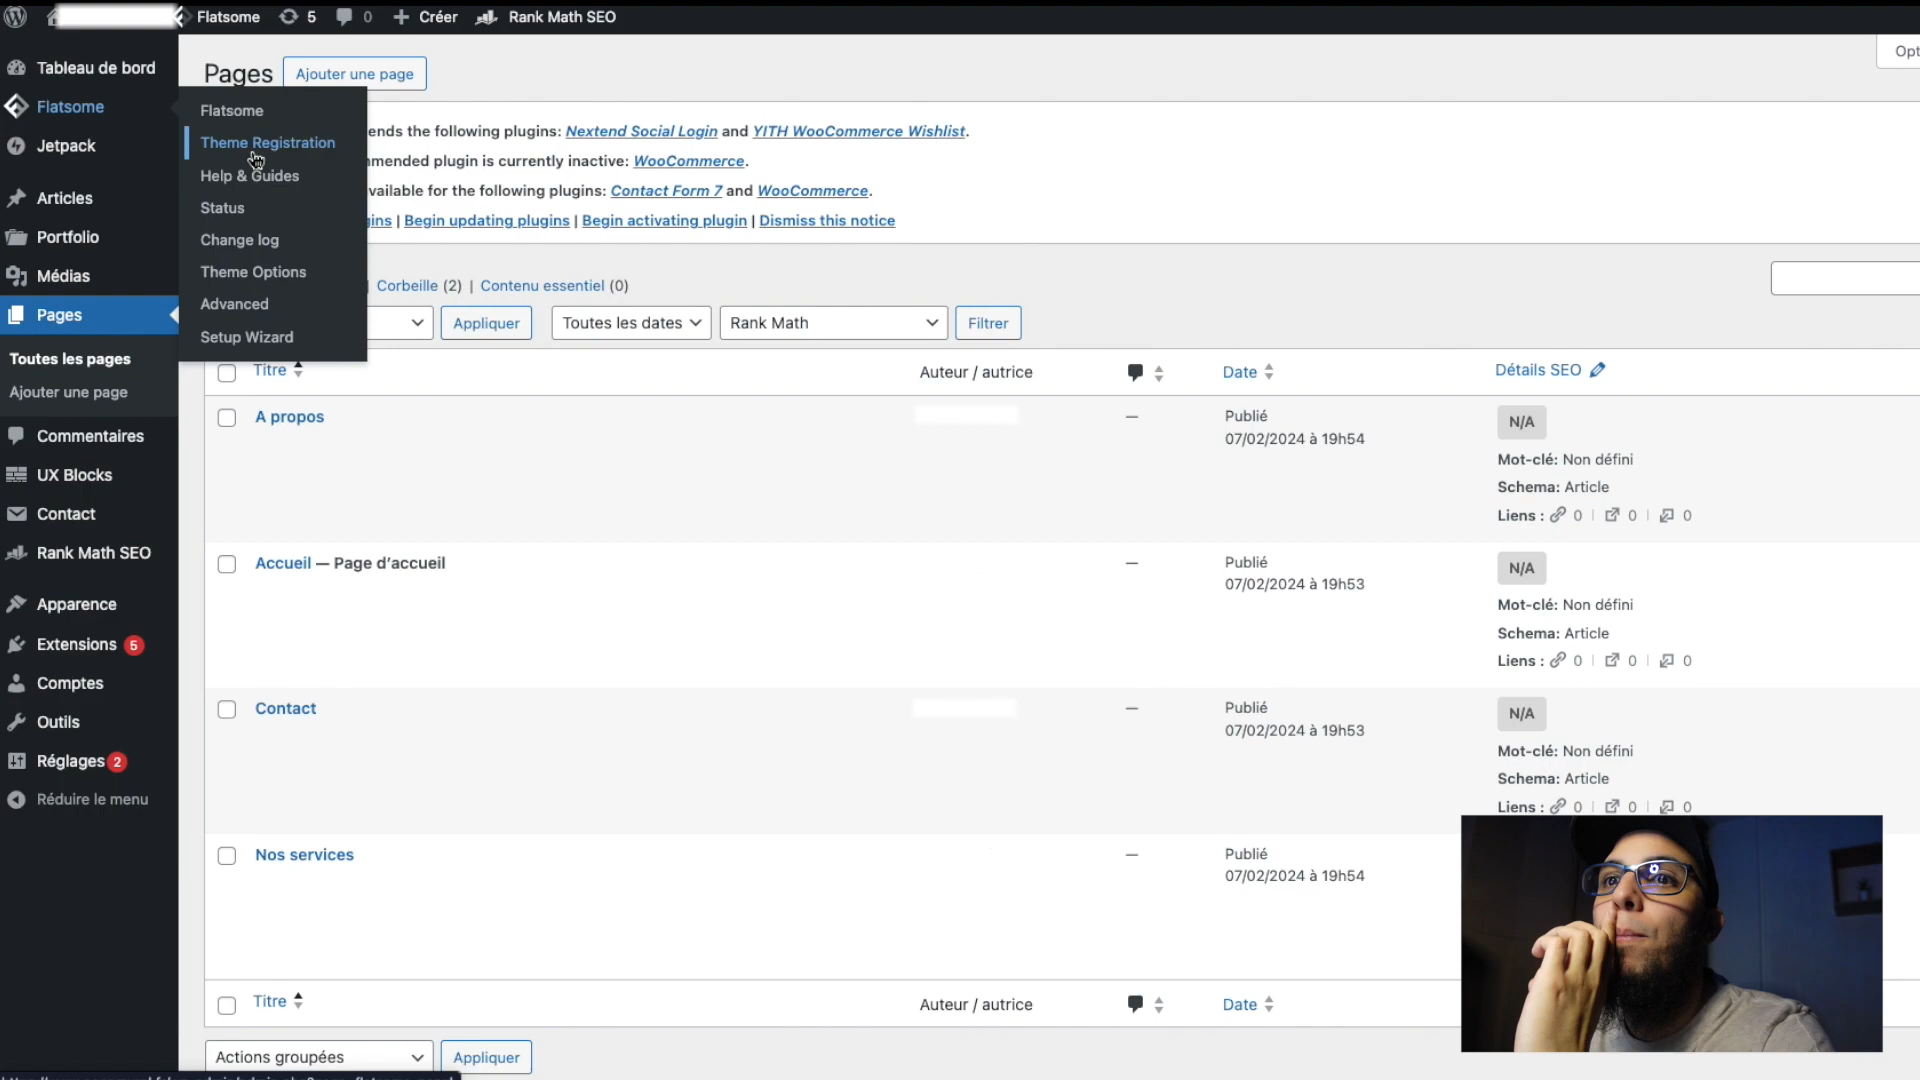 Flatsome 5 0 Créer Rank Math SEO
Tableau de bord
Flatsome
Jetpack
Articles
Portfolio
Médias
Pages
Toutes les pages
Ajouter une page
Commentaires
UX Blocks
Contact
Rank Math SEO
Apparence
Extensions 5
Comptes
Outils
Réglages 2
Réduire le menu
Flatsome
Theme Registration
Help & Guides
Status
Change log
Theme Options
Advanced
Setup Wizard
Pages Ajouter une page
ends the following plugins: Nextend Social Login and YITH WooCommerce Wishlist.
mmended plugin is currently inactive: WooCommerce.
vailable for the following plugins: Contact Form 7 and WooCommerce.
gins | Begin updating plugins | Begin activating plugin | Dismiss this notice
| Corbeille (2) | Contenu essentiel (0)
Appliquer Toutes les dates Rank Math Filtrer
Titre Auteur / autrice Date Détails SEO
A propos — Publié
07/02/2024 à 19h54
N/A
Mot-clé: Non défini
Schema: Article
Liens : 0 | 0 | 0
Accueil — Page d’accueil — Publié
07/02/2024 à 19h53
N/A
Mot-clé: Non défini
Schema: Article
Liens : 0 | 0 | 0
Contact — Publié
07/02/2024 à 19h53
N/A
Mot-clé: Non défini
Schema: Article
Liens : 0 | 0 | 0
Nos services — Publié
07/02/2024 à 19h54
Titre Auteur / autrice Date
Actions groupées Appliquer